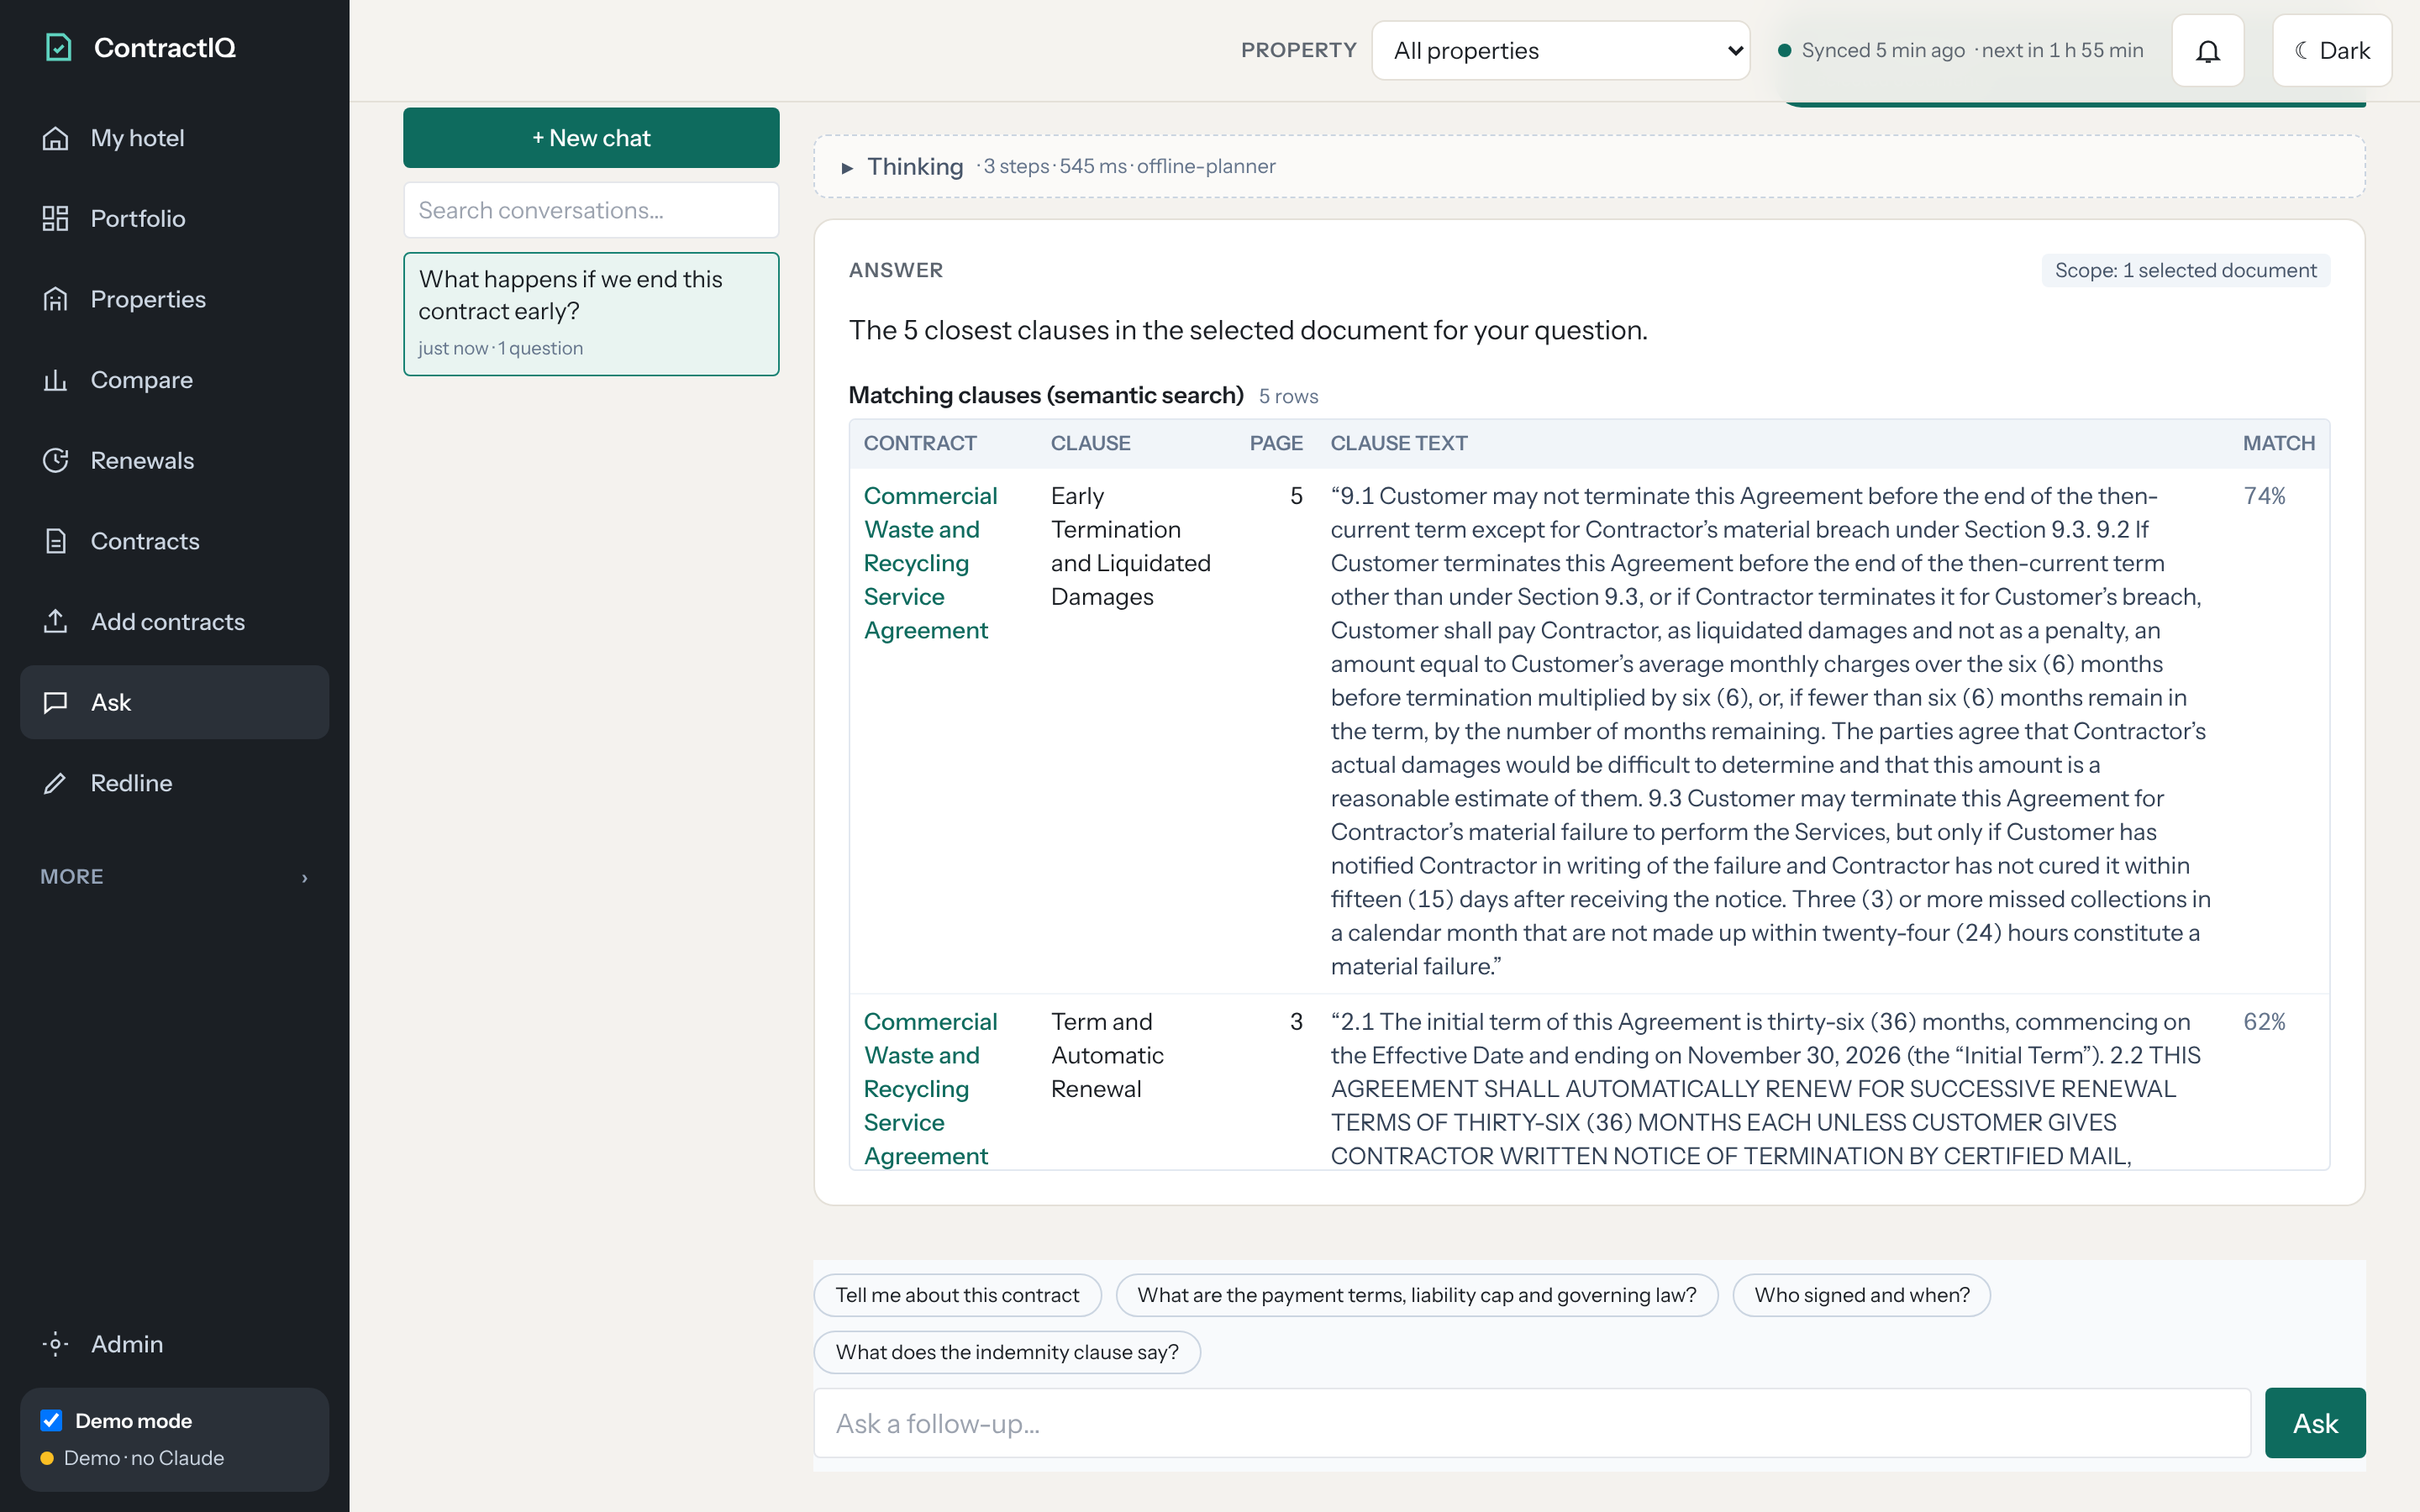 ContractIQ
My hotel
Portfolio
Properties
Compare
Renewals
Contracts
Add contracts
Ask
Redline
MORE ›
Admin
Demo mode
Demo · no Claude
PROPERTY All properties Synced 5 min ago · next in 1 h 55 min ☾ Dark
+ New chat
Search conversations...
What happens if we end this
contract early?
just now · 1 question
▸ Thinking · 3 steps · 545 ms · offline-planner
ANSWER Scope: 1 selected document
The 5 closest clauses in the selected document for your question.
Matching clauses (semantic search) 5 rows
CONTRACT CLAUSE PAGE CLAUSE TEXT MATCH
Commercial
Waste and
Recycling
Service
Agreement
Early
Termination
and Liquidated
Damages
5
“9.1 Customer may not terminate this Agreement before the end of the then-
current term except for Contractor’s material breach under Section 9.3. 9.2 If
Customer terminates this Agreement before the end of the then-current term
other than under Section 9.3, or if Contractor terminates it for Customer’s breach,
Customer shall pay Contractor, as liquidated damages and not as a penalty, an
amount equal to Customer’s average monthly charges over the six (6) months
before termination multiplied by six (6), or, if fewer than six (6) months remain in
the term, by the number of months remaining. The parties agree that Contractor’s
actual damages would be difficult to determine and that this amount is a
reasonable estimate of them. 9.3 Customer may terminate this Agreement for
Contractor’s material failure to perform the Services, but only if Customer has
notified Contractor in writing of the failure and Contractor has not cured it within
fifteen (15) days after receiving the notice. Three (3) or more missed collections in
a calendar month that are not made up within twenty-four (24) hours constitute a
material failure.”
74%
Commercial
Waste and
Recycling
Service
Agreement
Term and
Automatic
Renewal
3
“2.1 The initial term of this Agreement is thirty-six (36) months, commencing on
the Effective Date and ending on November 30, 2026 (the “Initial Term”). 2.2 THIS
AGREEMENT SHALL AUTOMATICALLY RENEW FOR SUCCESSIVE RENEWAL
TERMS OF THIRTY-SIX (36) MONTHS EACH UNLESS CUSTOMER GIVES
CONTRACTOR WRITTEN NOTICE OF TERMINATION BY CERTIFIED MAIL,
62%
Tell me about this contract
What are the payment terms, liability cap and governing law?
Who signed and when?
What does the indemnity clause say?
Ask a follow-up...
Ask